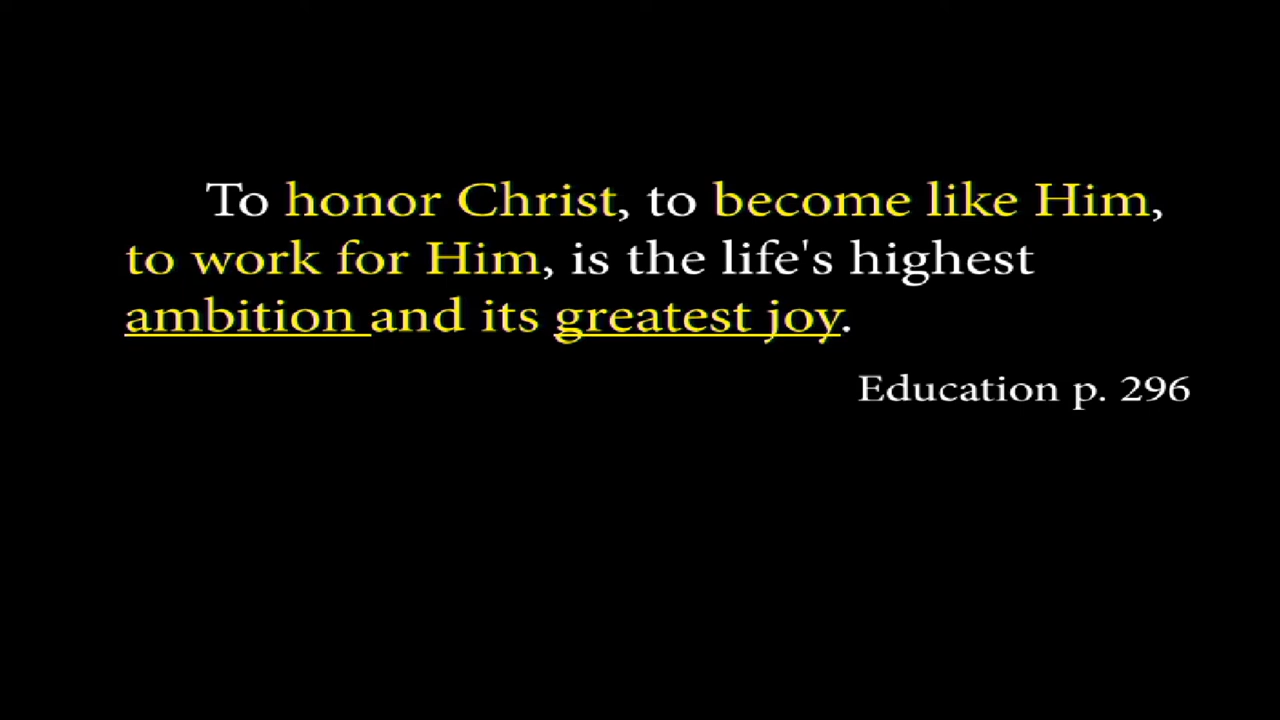 To honor Christ, to become like Him,
to work for Him, is the life's highest
ambition and its greatest joy.
Education p. 296